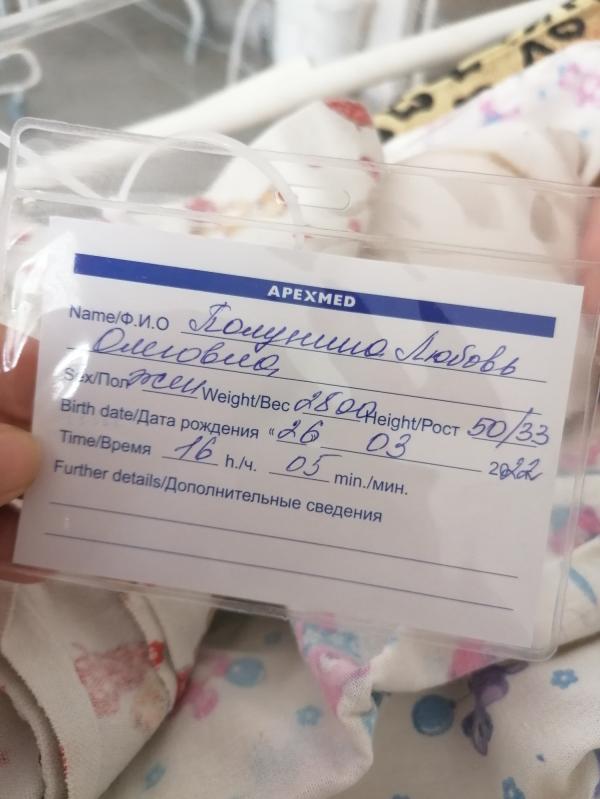 APEXMED
Name/Ф.И.О Полунина Любовь
Олеговна
Sex/Пол жен Weight/Вес 2800 Height/Рост 50/33
Birth date/Дата рождения "26 03 2022
Time/Время 16 h./ч. 05 min./мин.
Further details/Дополнительные сведения